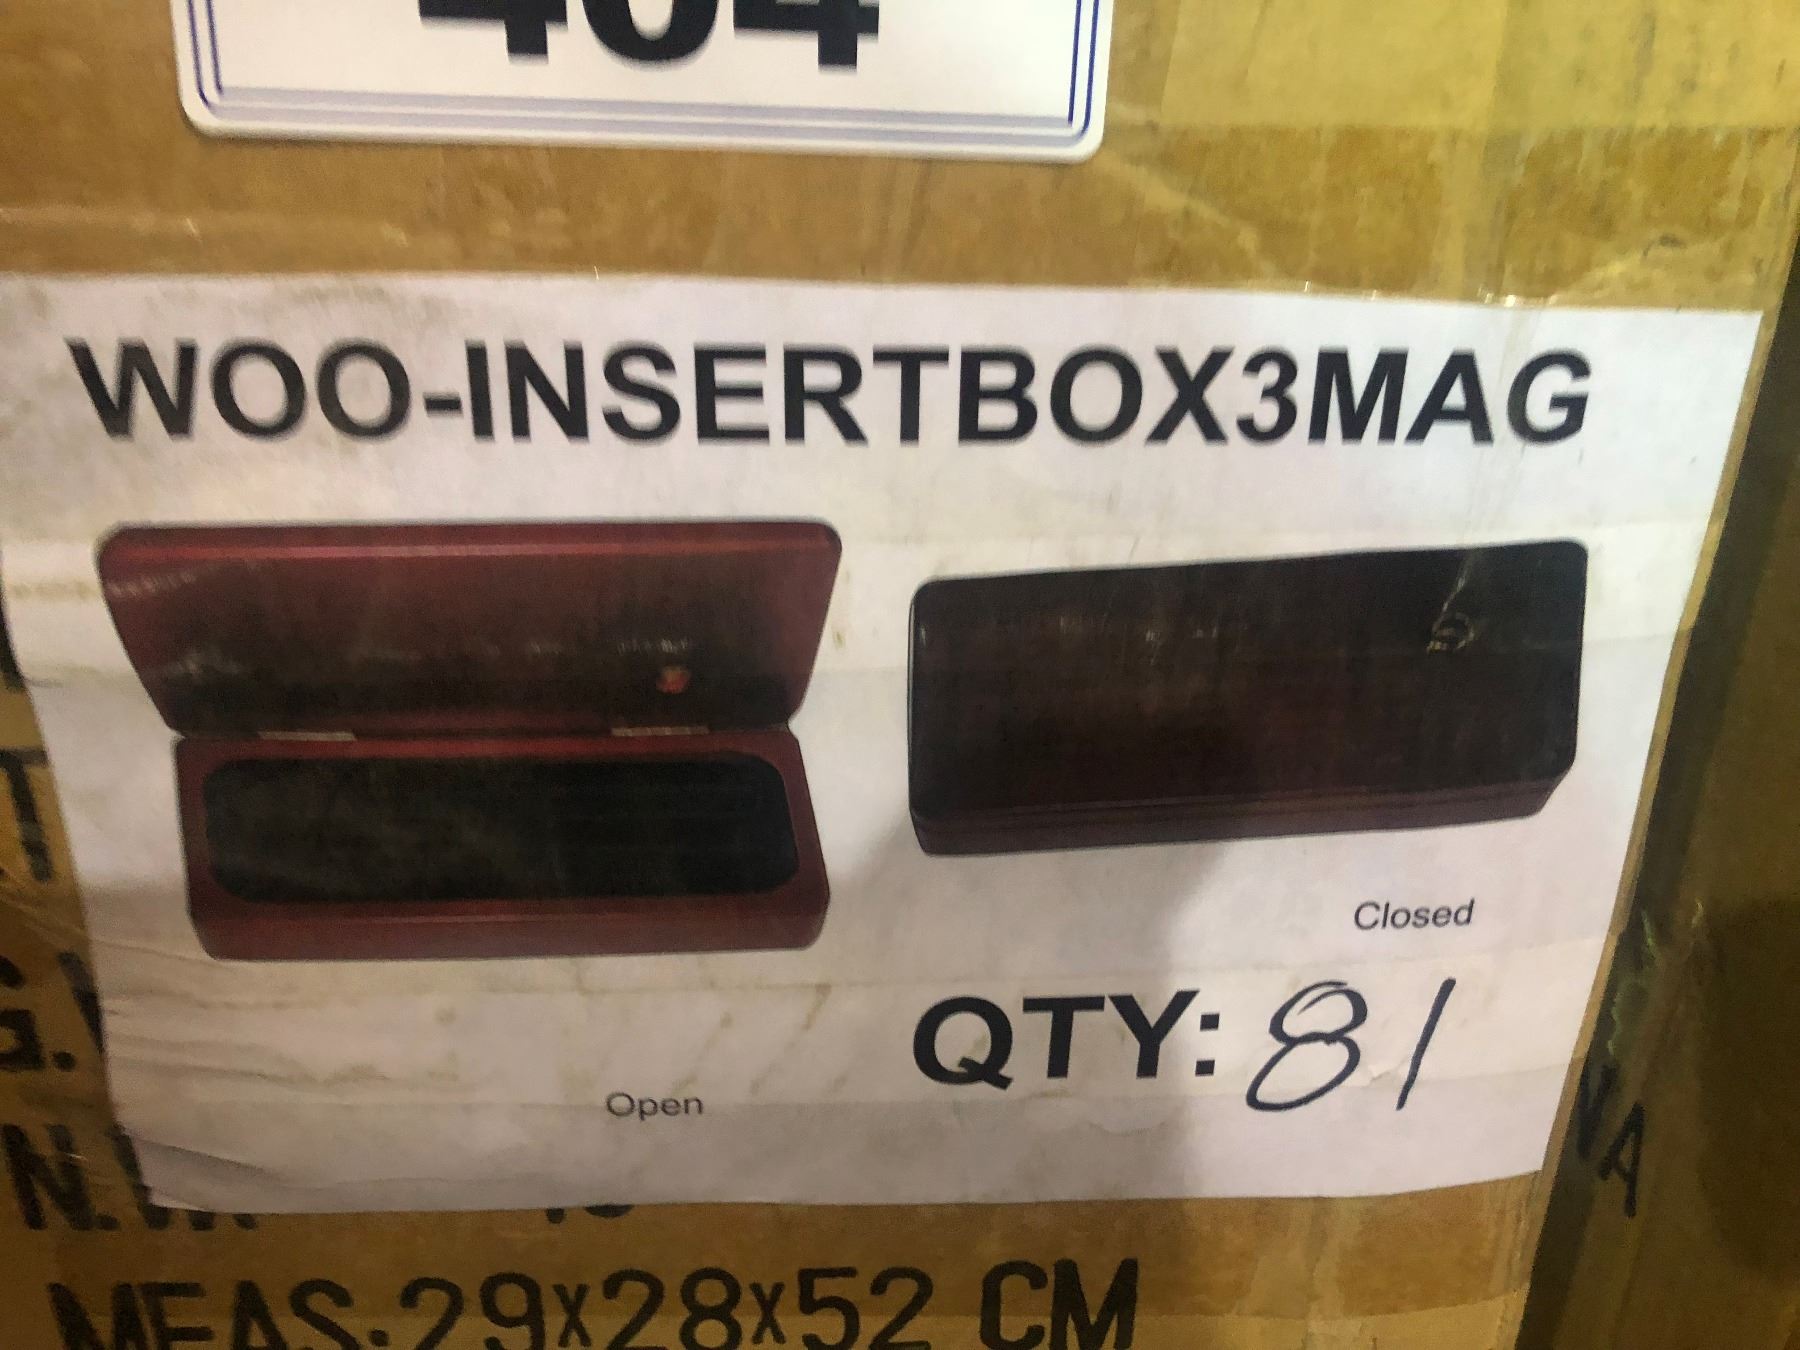 404
WOO-INSERTBOX3MAG
Closed
QTY: 81
Open
MEAS:29x28x52 CM